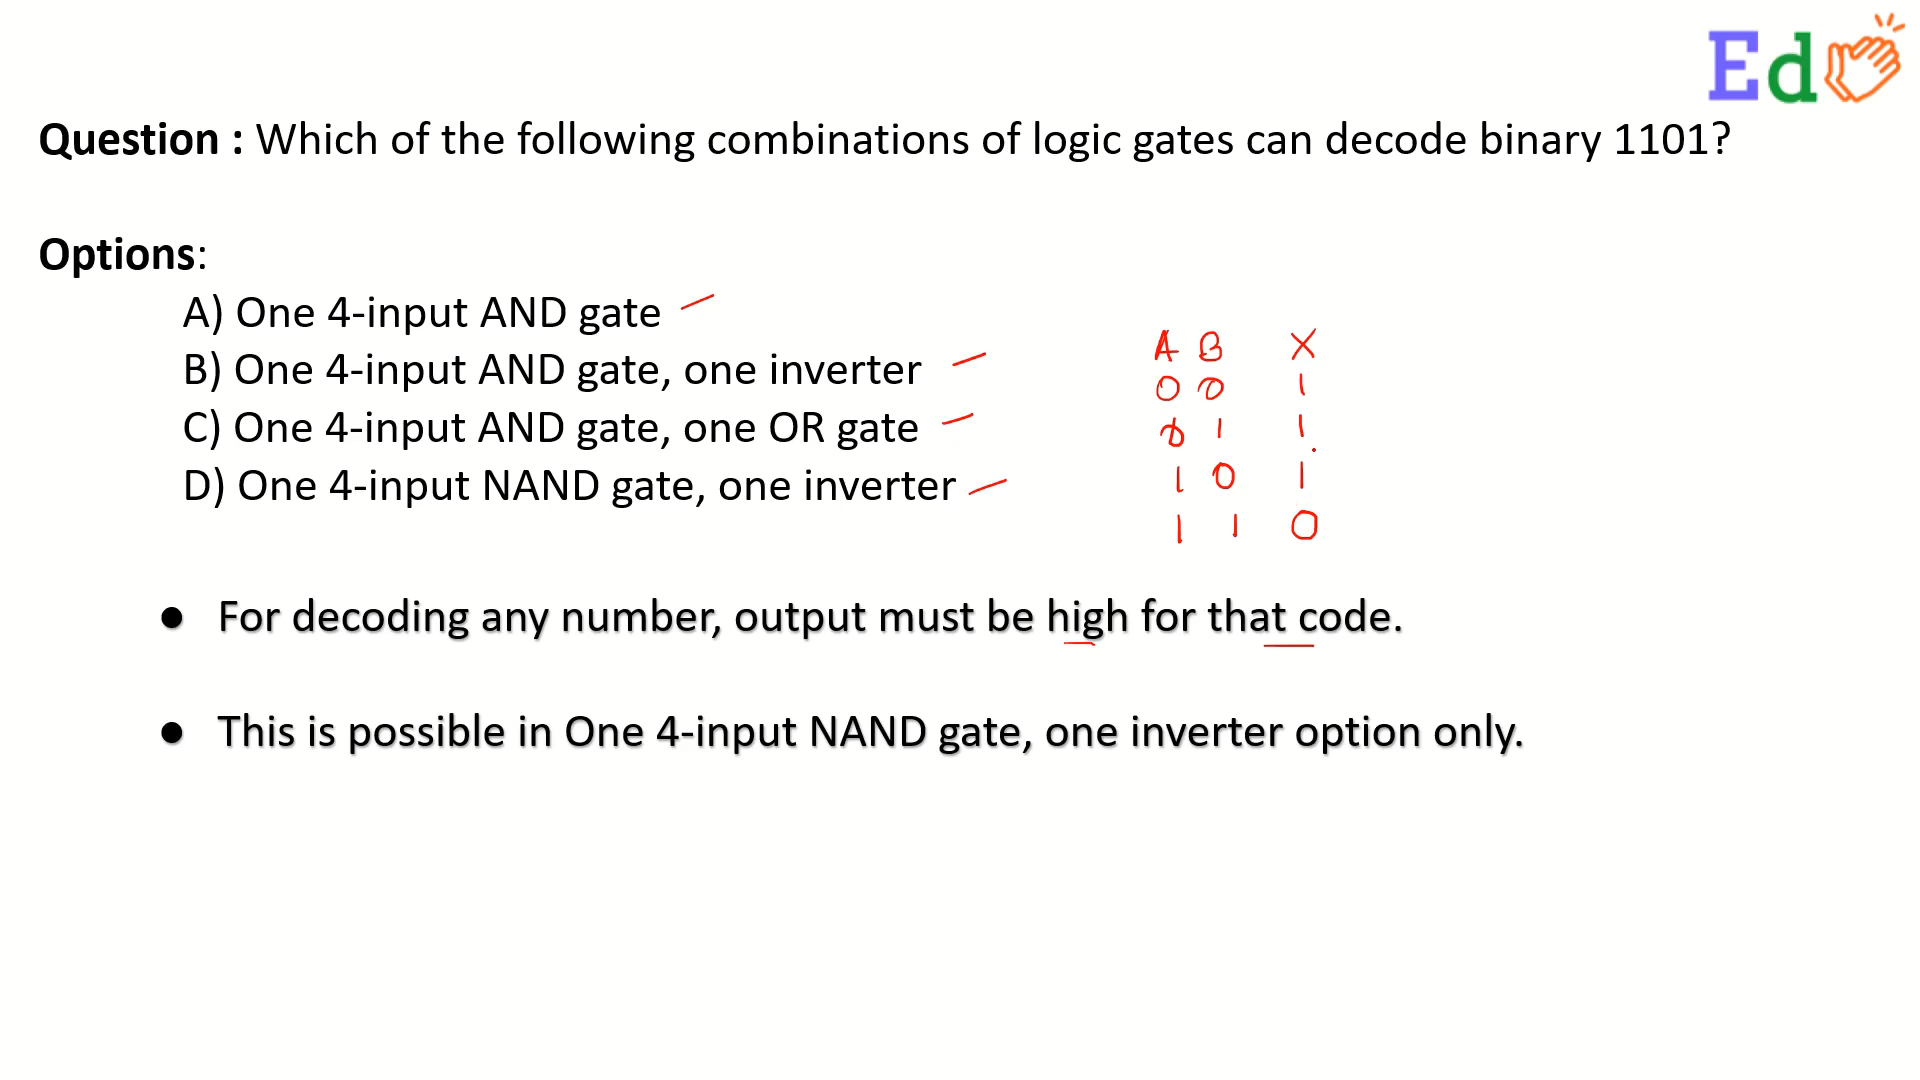 Ed
Question : Which of the following combinations of logic gates can decode binary 1101?
Options:
A) One 4-input AND gate
B) One 4-input AND gate, one inverter
C) One 4-input AND gate, one OR gate
D) One 4-input NAND gate, one inverter
A B X
0 0 1
0 1 1
1 0 1
1 1 0
● For decoding any number, output must be high for that code.
● This is possible in One 4-input NAND gate, one inverter option only.